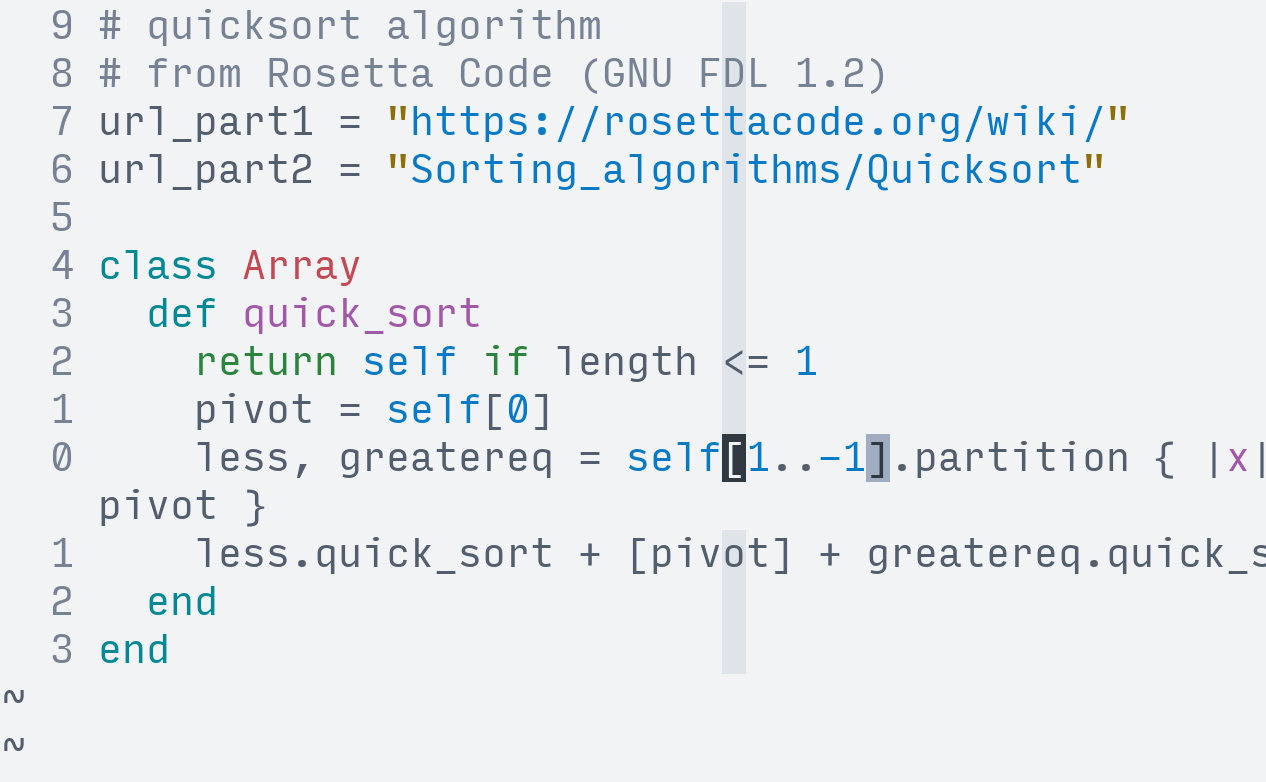 9 # quicksort algorithm
8 # from Rosetta Code (GNU FDL 1.2)
7 url_part1 = "https://rosettacode.org/wiki/"
6 url_part2 = "Sorting_algorithms/Quicksort"
5
4 class Array
3   def quick_sort
2     return self if length <= 1
1     pivot = self[0]
0     less, greatereq = self[1..-1].partition { |x|
pivot }
1     less.quick_sort + [pivot] + greatereq.quick_s
2   end
3 end
~
~